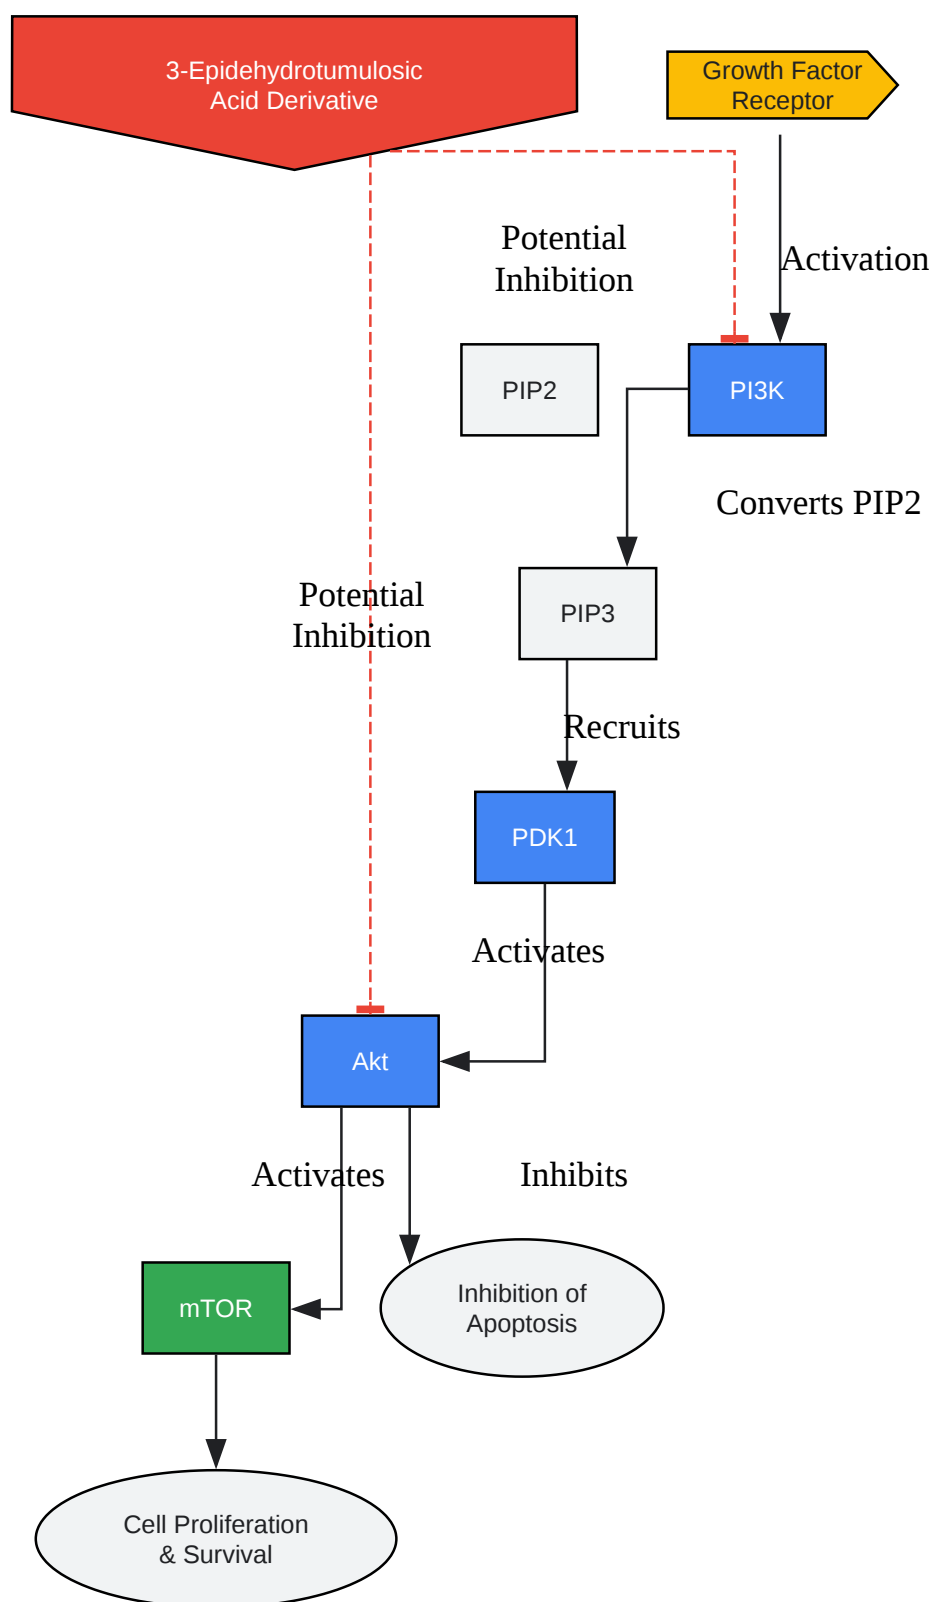 3-Epidehydrotumulosic
Acid Derivative
Growth Factor
Receptor
Potential
Inhibition
Activation
PIP2
PI3K
Converts PIP2
Potential
Inhibition
PIP3
Recruits
PDK1
Activates
Akt
Activates
Inhibits
mTOR
Inhibition of
Apoptosis
Cell Proliferation
& Survival